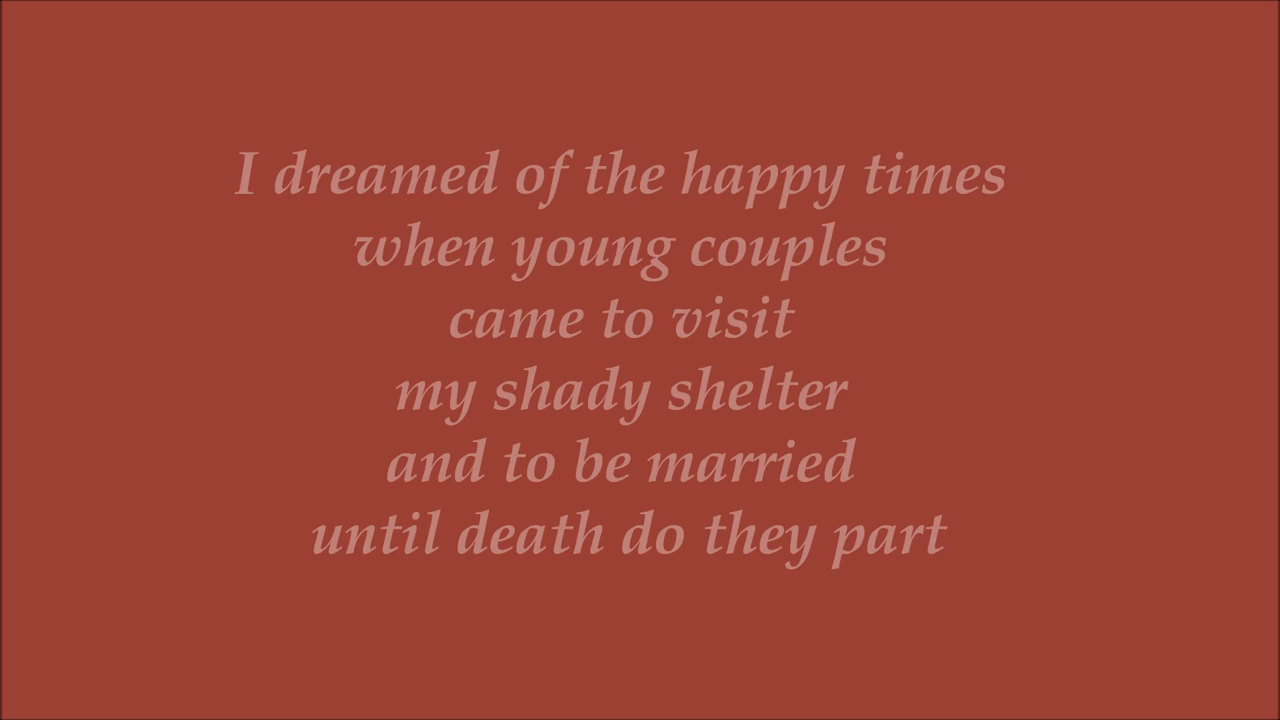 I dreamed of the happy times
when young couples
came to visit
my shady shelter
and to be married
until death do they part